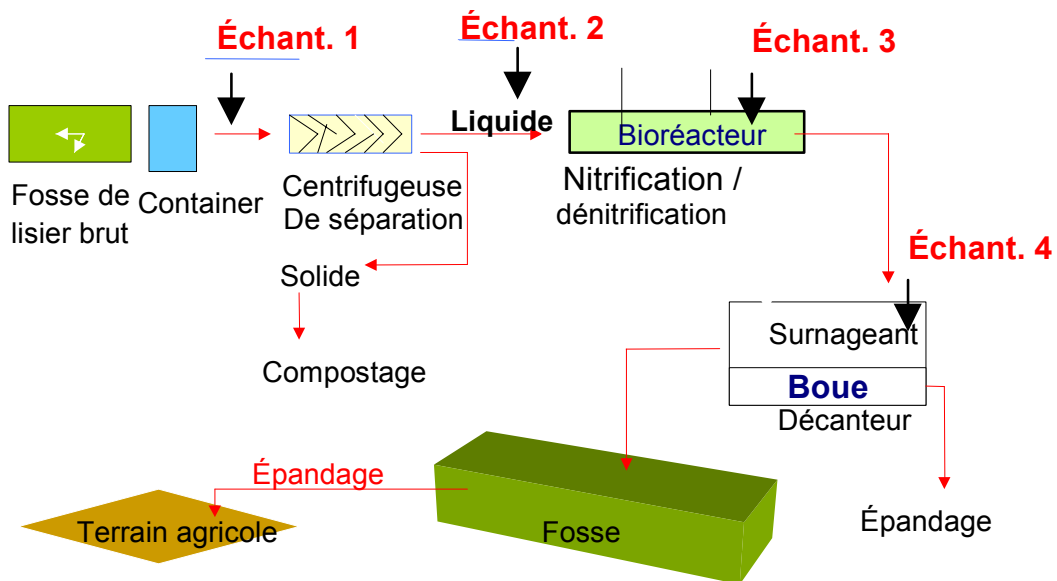 Échant. 1
Échant. 2
Échant. 3
Liquide
Bioréacteur
Fosse de
lisier brut
Container
Centrifugeuse
De séparation
Nitrification /
dénitrification
Solide
Échant. 4
Surnageant
Compostage
Boue
Décanteur
Épandage
Terrain agricole
Fosse
Épandage